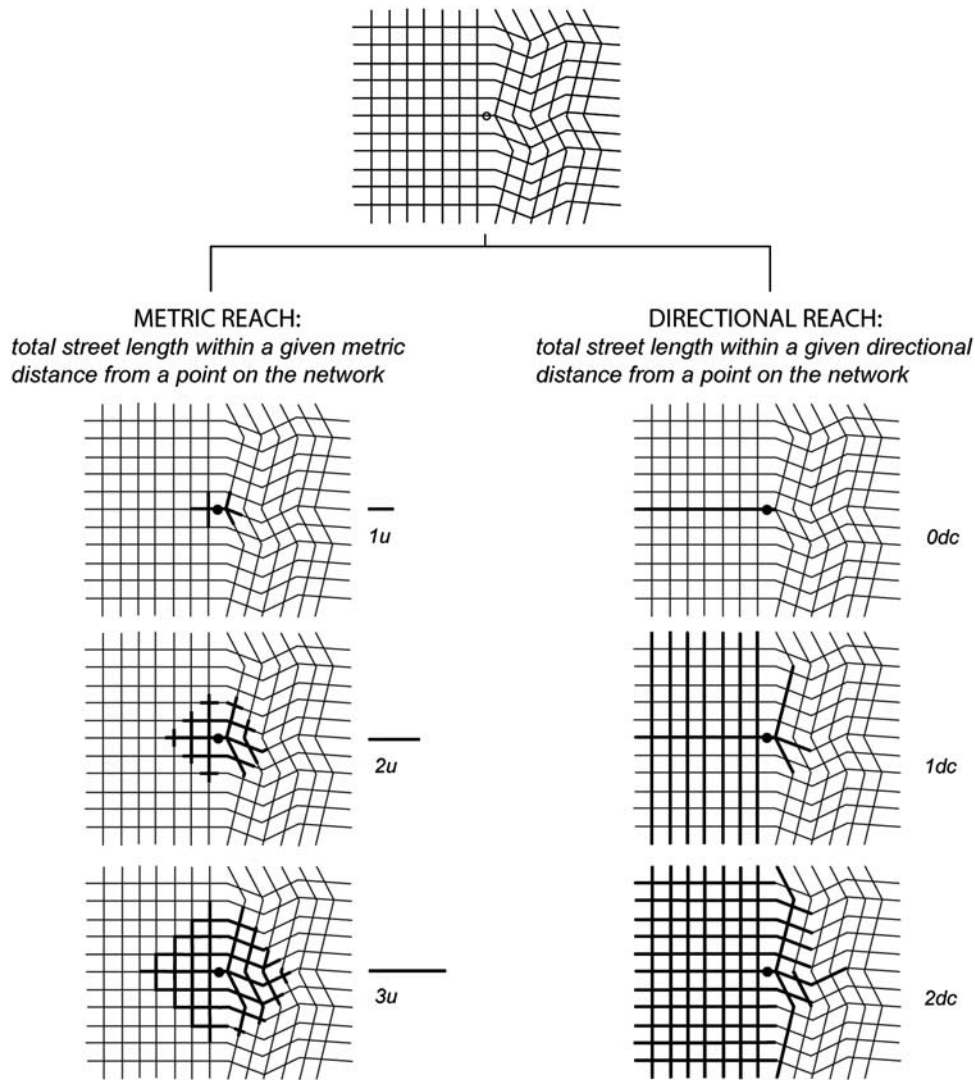 METRIC REACH:
total street length within a given metric
distance from a point on the network
1u
2u
3u
DIRECTIONAL REACH:
total street length within a given directional
distance from a point on the network
0dc
1dc
2dc